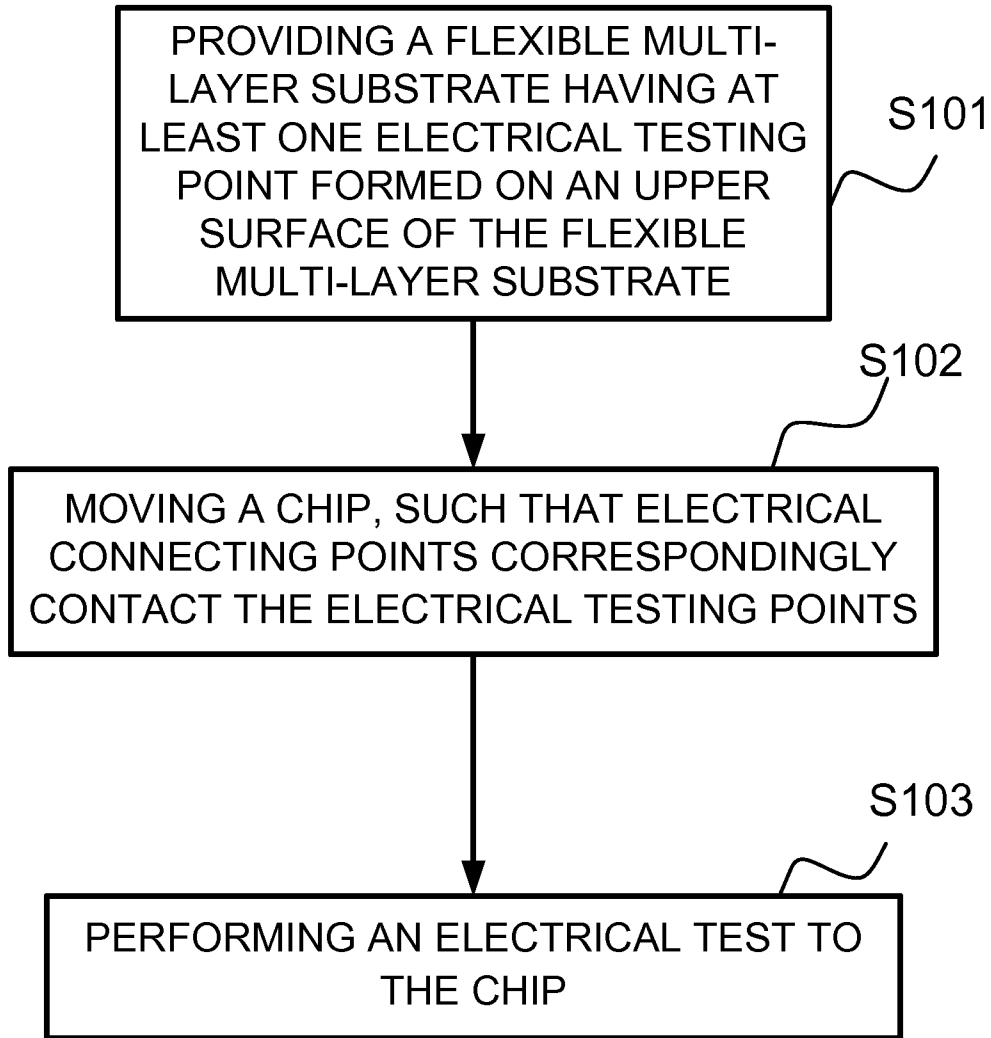 PROVIDING A FLEXIBLE MULTI-
LAYER SUBSTRATE HAVING AT
LEAST ONE ELECTRICAL TESTING
POINT FORMED ON AN UPPER
SURFACE OF THE FLEXIBLE
MULTI-LAYER SUBSTRATE
S101
S102
MOVING A CHIP, SUCH THAT ELECTRICAL
CONNECTING POINTS CORRESPONDINGLY
CONTACT THE ELECTRICAL TESTING POINTS
S103
PERFORMING AN ELECTRICAL TEST TO
THE CHIP